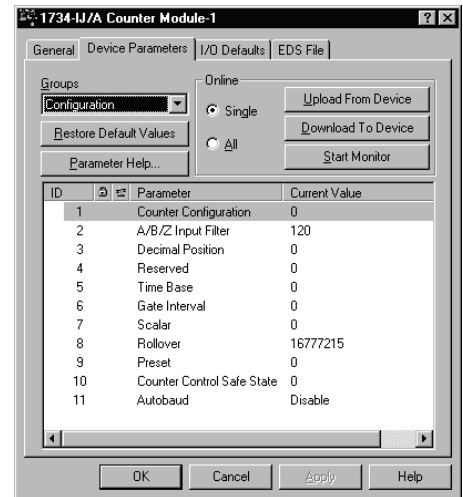 1734-IJ/A Counter Module-1
General Device Parameters I/O Defaults EDS File
Groups
Configuration
Restore Default Values
Parameter Help...
Online
Single
All
Upload From Device
Download To Device
Start Monitor
ID Parameter Current Value
1 Counter Configuration 0
2 A/B/Z Input Filter 120
3 Decimal Position 0
4 Reserved 0
5 Time Base 0
6 Gate Interval 0
7 Scalar 0
8 Rollover 16777215
9 Preset 0
10 Counter Control Safe State 0
11 Autobaud Disable
OK Cancel Apply Help